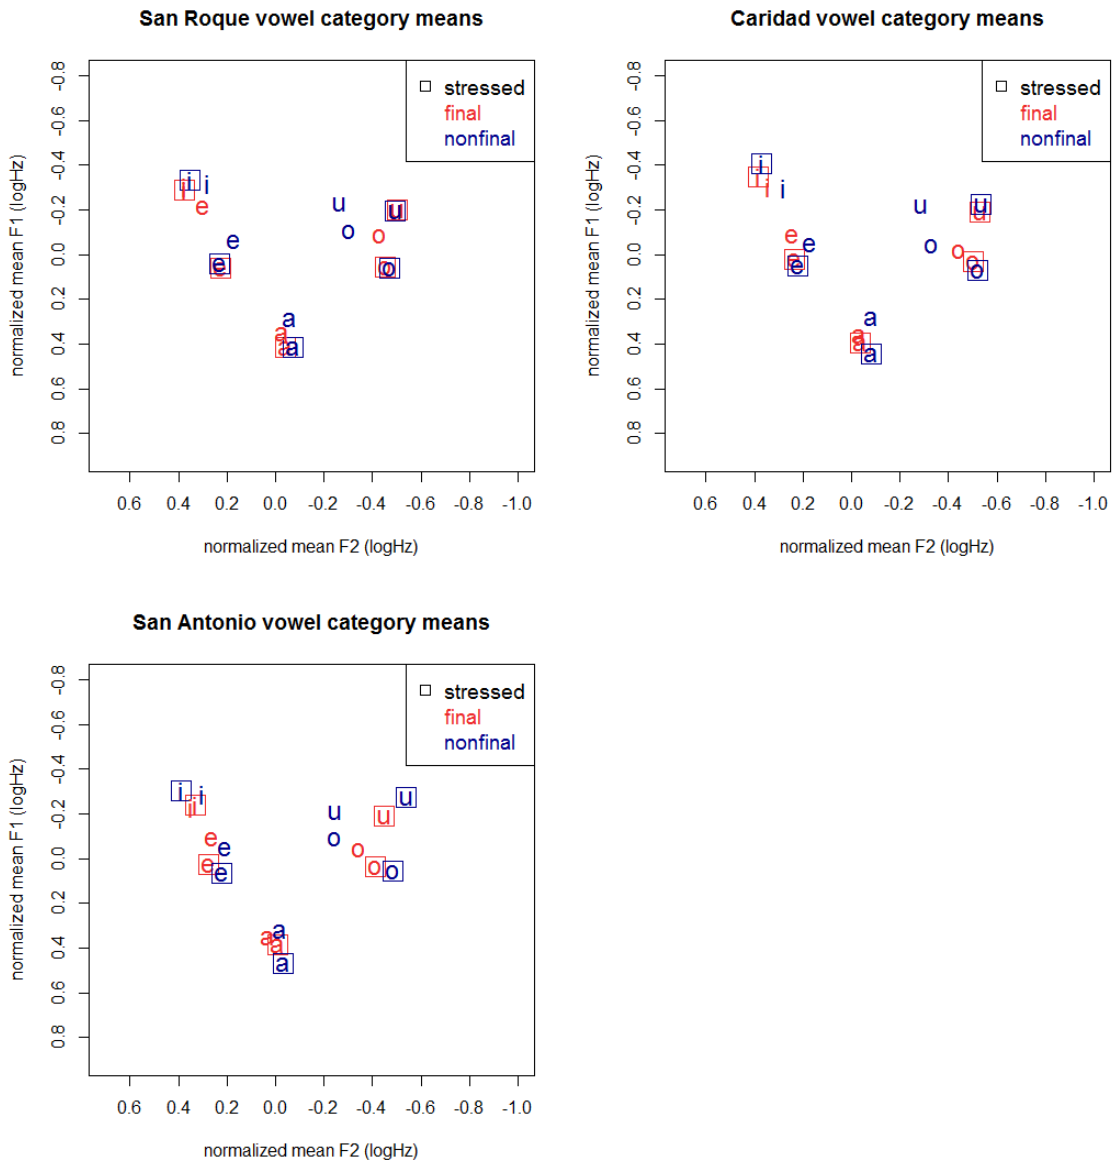 San Roque vowel category means
normalized mean F1 (logHz)
-0.8
-0.6
-0.4
-0.2
0.0
0.2
0.4
0.6
0.8
stressed
final
nonfinal
i i i
e
u u u
o o
e
e e
o o
a
a
a a
0.6 0.4 0.2 0.0 -0.2 -0.4 -0.6 -0.8 -1.0
normalized mean F2 (logHz)
Caridad vowel category means
normalized mean F1 (logHz)
-0.8
-0.6
-0.4
-0.2
0.0
0.2
0.4
0.6
0.8
stressed
final
nonfinal
i
i i i
u u u
e e o o
e e o o
a
a
a
a
0.6 0.4 0.2 0.0 -0.2 -0.4 -0.6 -0.8 -1.0
normalized mean F2 (logHz)
San Antonio vowel category means
normalized mean F1 (logHz)
-0.8
-0.6
-0.4
-0.2
0.0
0.2
0.4
0.6
0.8
stressed
final
nonfinal
i i u
i i u u
e o
e o
e o
e o
a
a a
a
0.6 0.4 0.2 0.0 -0.2 -0.4 -0.6 -0.8 -1.0
normalized mean F2 (logHz)